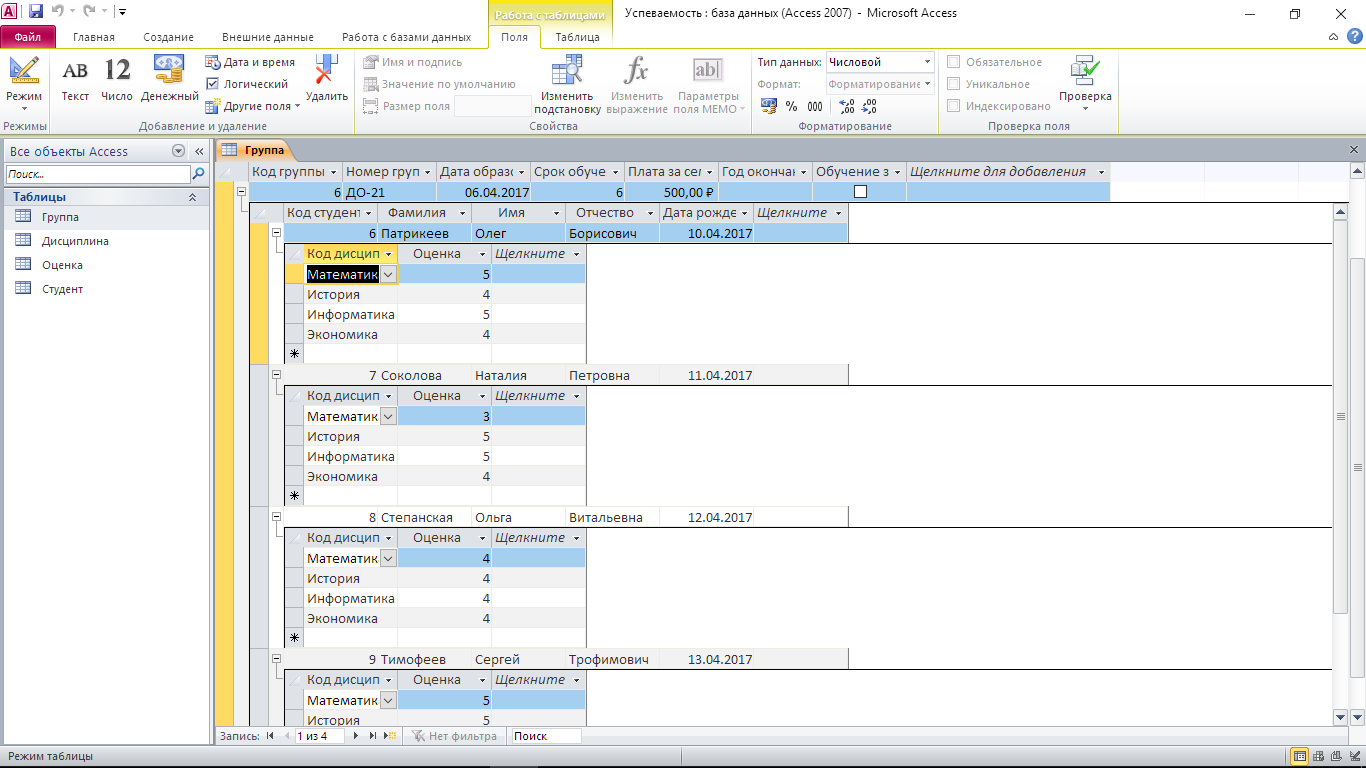 Работа с таблицами
Успеваемость : база данных (Access 2007) - Microsoft Access
Файл Главная Создание Внешние данные Работа с базами данных Поля Таблица
Режим
Режимы
АВ Текст
12 Число
Денежный
Дата и время
Логический
Другие поля
Удалить
Добавление и удаление
Имя и подпись
Значение по умолчанию
Размер поля
Изменить подстановку
fx Изменить выражение
ab Параметры поля МЕМО
Свойства
Тип данных: Числовой
Формат: Форматирование
% 000 ,00 ,00
Форматирование
Обязательное
Уникальное
Индексировано
Проверка
Проверка поля
Все объекты Access
Поиск...
Таблицы
Группа
Дисциплина
Оценка
Студент
Группа
Код группы Номер груп Дата образо Срок обуче Плата за сем Год окончан Обучение з Щелкните для добавления
6 ДО-21 06.04.2017 6 500,00 ₽
Код студент Фамилия Имя Отчество Дата рожде Щелкните
6 Патрикеев Олег Борисович 10.04.2017
Код дисцип Оценка Щелкните
Математик 5
История 4
Информатика 5
Экономика 4
7 Соколова Наталия Петровна 11.04.2017
Код дисцип Оценка Щелкните
Математик 3
История 5
Информатика 5
Экономика 4
8 Степанская Ольга Витальевна 12.04.2017
Код дисцип Оценка Щелкните
Математик 4
История 4
Информатика 4
Экономика 4
9 Тимофеев Сергей Трофимович 13.04.2017
Код дисцип Оценка Щелкните
Математик 5
История 5
Запись: 1 из 4 Нет фильтра Поиск
Режим таблицы